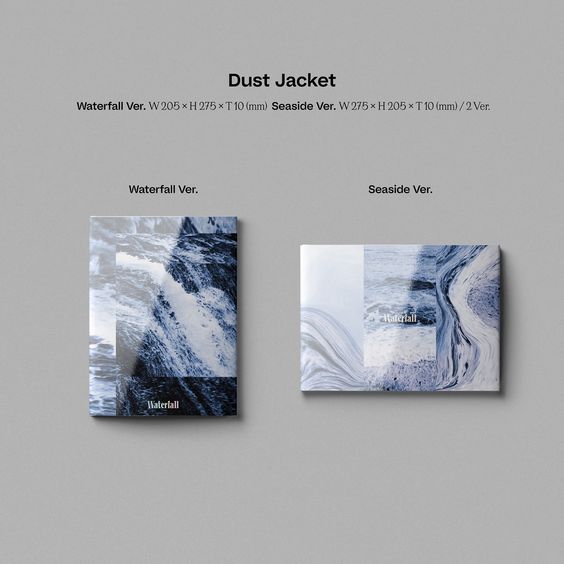 Dust Jacket
Waterfall Ver. W 205 × H 275 × T 10 (mm) Seaside Ver. W 275 × H 205 × T 10 (mm) / 2 Ver.
Waterfall Ver.
Seaside Ver.
Waterfall
Waterfall